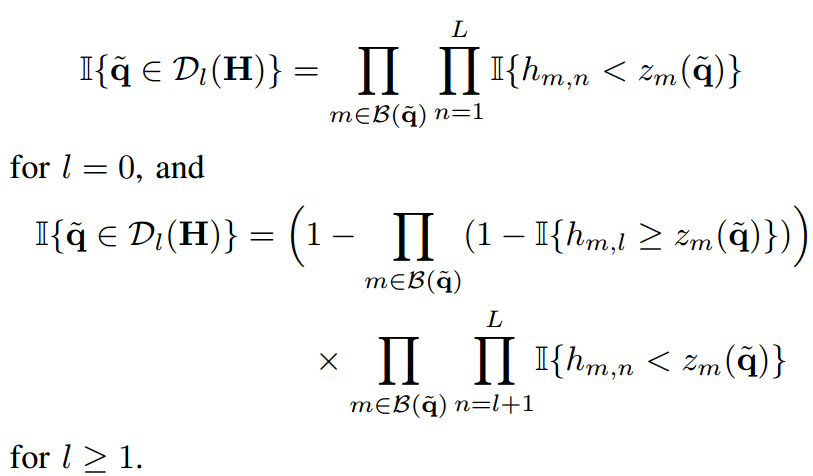 𝕀{q̃ ∈ 𝒟_l(𝐇)} = ∏_{m∈ℬ(q̃)} ∏_{n=1}^{L} 𝕀{h_{m,n} < z_m(q̃)}
for l = 0, and
𝕀{q̃ ∈ 𝒟_l(𝐇)} = (1 − ∏_{m∈ℬ(q̃)} (1 − 𝕀{h_{m,l} ≥ z_m(q̃)}))
× ∏_{m∈ℬ(q̃)} ∏_{n=l+1}^{L} 𝕀{h_{m,n} < z_m(q̃)}
for l ≥ 1.